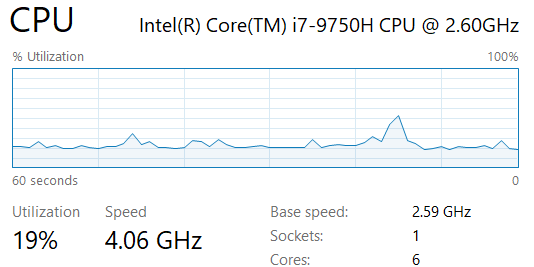 CPU Intel(R) Core(TM) i7-9750H CPU @ 2.60GHz
% Utilization 100%
60 seconds 0
Utilization Speed Base speed: 2.59 GHz
19% 4.06 GHz Sockets: 1
Cores: 6